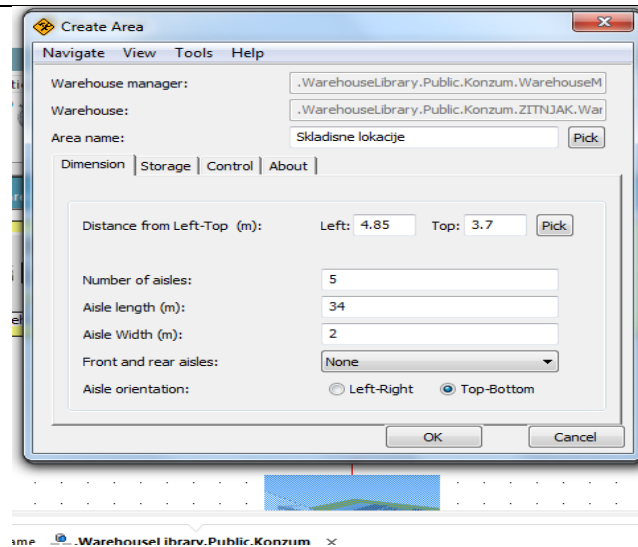 Create Area
Navigate View Tools Help
Warehouse manager: .WarehouseLibrary.Public.Konzum.WarehouseM
Warehouse: .WarehouseLibrary.Public.Konzum.ZITNJAK.War
Area name: Skladisne lokacije Pick
Dimension Storage Control About
Distance from Left-Top (m): Left: 4.85 Top: 3.7 Pick
Number of aisles: 5
Aisle length (m): 34
Aisle Width (m): 2
Front and rear aisles: None
Aisle orientation: Left-Right Top-Bottom
OK Cancel
ame .WarehouseLibrary.Public.Konzum